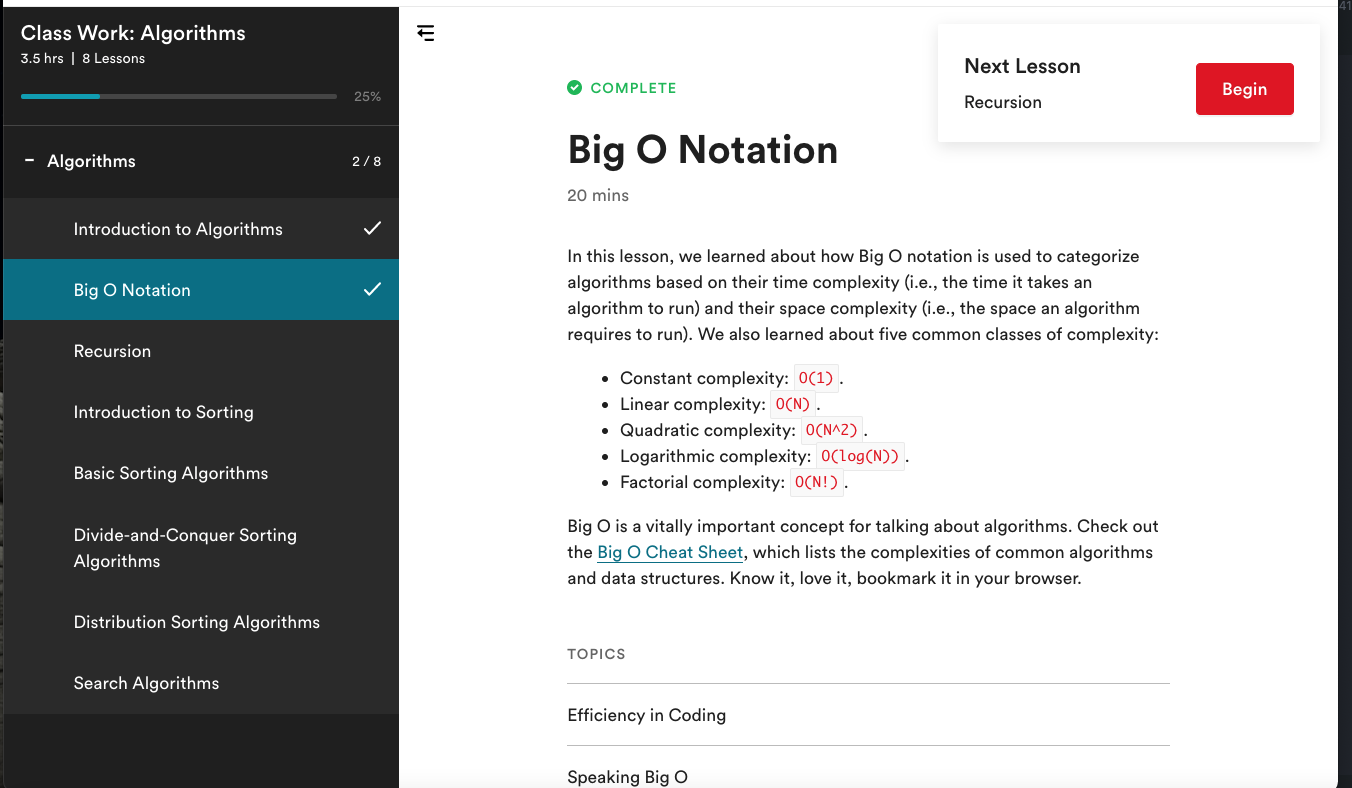 Class Work: Algorithms
3.5 hrs | 8 Lessons
25%
− Algorithms 2 / 8
Introduction to Algorithms
Big O Notation
Recursion
Introduction to Sorting
Basic Sorting Algorithms
Divide-and-Conquer Sorting
Algorithms
Distribution Sorting Algorithms
Search Algorithms
COMPLETE
Big O Notation
20 mins
Next Lesson
Recursion
Begin
In this lesson, we learned about how Big O notation is used to categorize
algorithms based on their time complexity (i.e., the time it takes an
algorithm to run) and their space complexity (i.e., the space an algorithm
requires to run). We also learned about five common classes of complexity:
• Constant complexity: O(1).
• Linear complexity: O(N).
• Quadratic complexity: O(N^2).
• Logarithmic complexity: O(log(N)).
• Factorial complexity: O(N!).
Big O is a vitally important concept for talking about algorithms. Check out
the Big O Cheat Sheet, which lists the complexities of common algorithms
and data structures. Know it, love it, bookmark it in your browser.
TOPICS
Efficiency in Coding
Speaking Big O
41